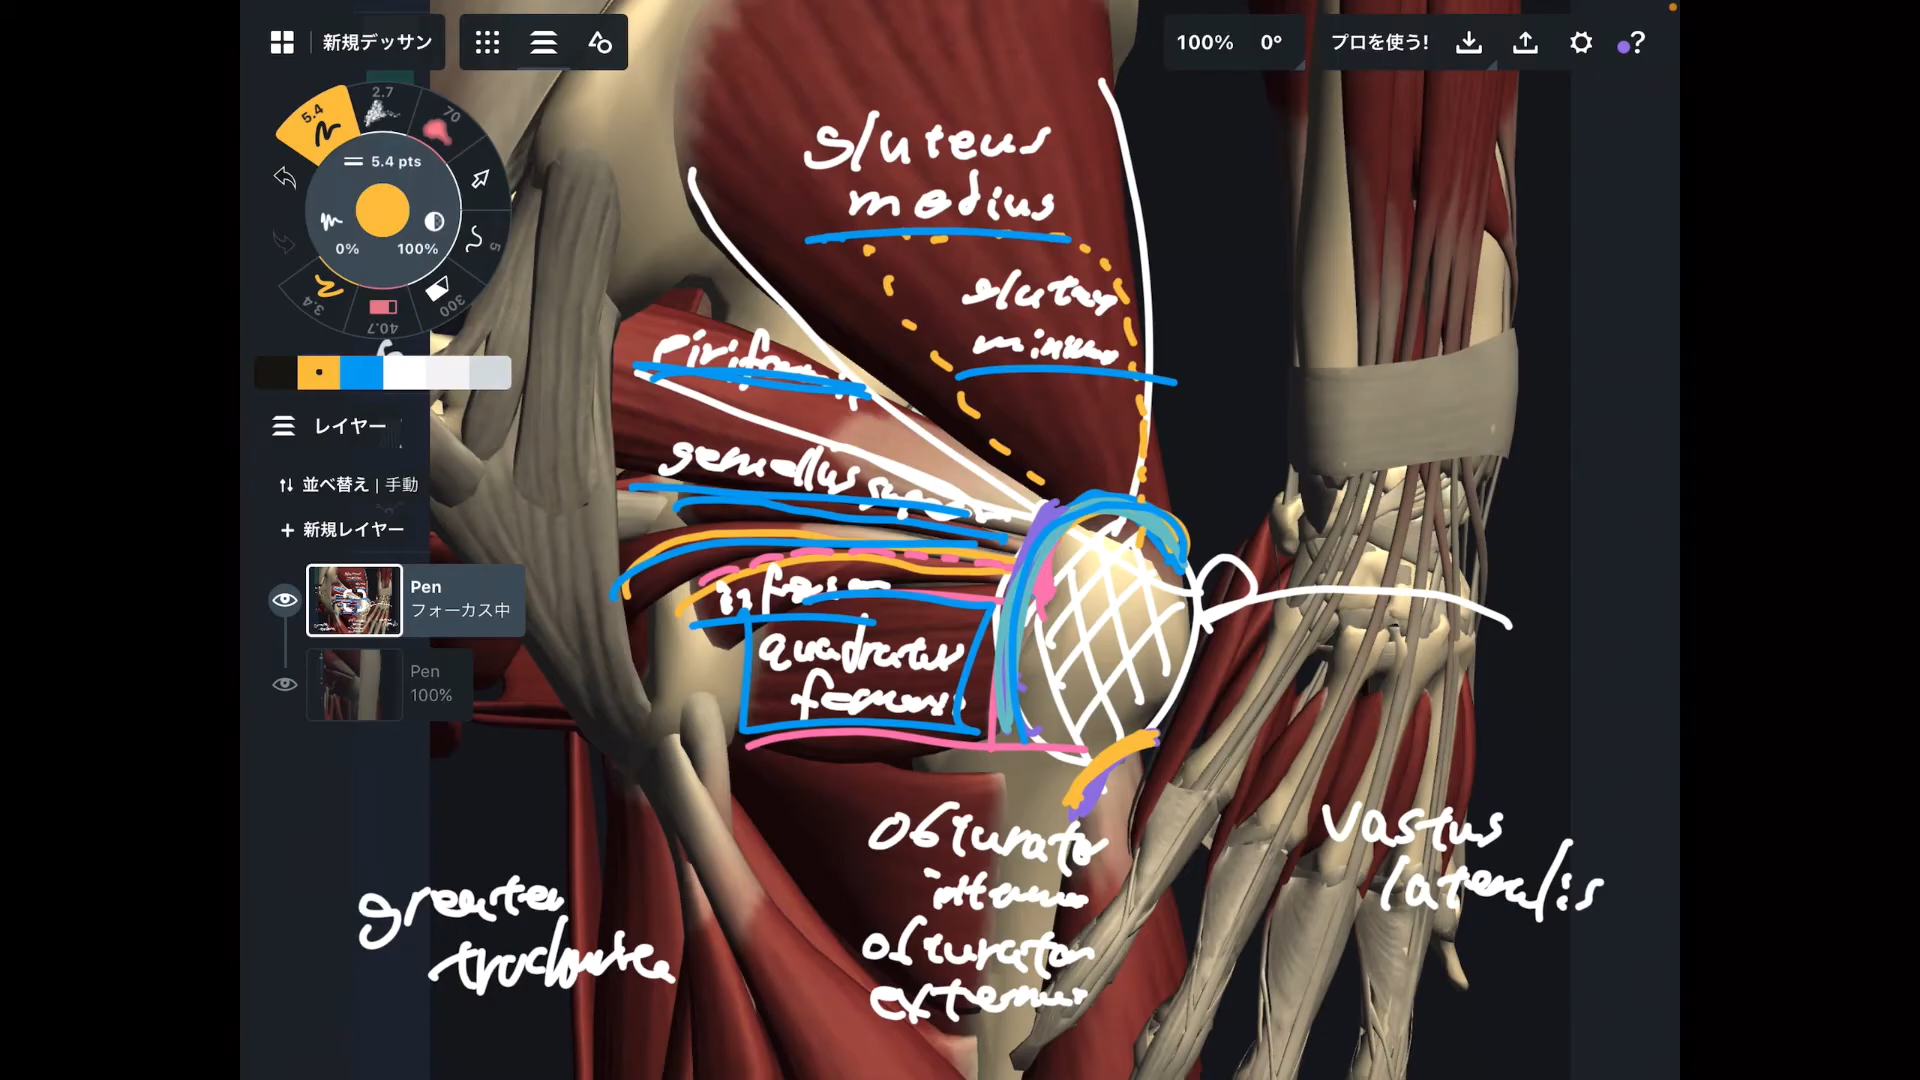 新規デッサン
100% 0° プロを使う! ?
2.7
5.4
70
5.4 pts
0% 100%
5
3.4
40.7
300
レイヤー
並べ替え | 手動
+ 新規レイヤー
Pen
フォーカス中
Pen
100%
gluteus
medius
minimus
piriformis
gemellus
quadratus
femoris
obturator
obturator
externus
greater
vastus
lateralis